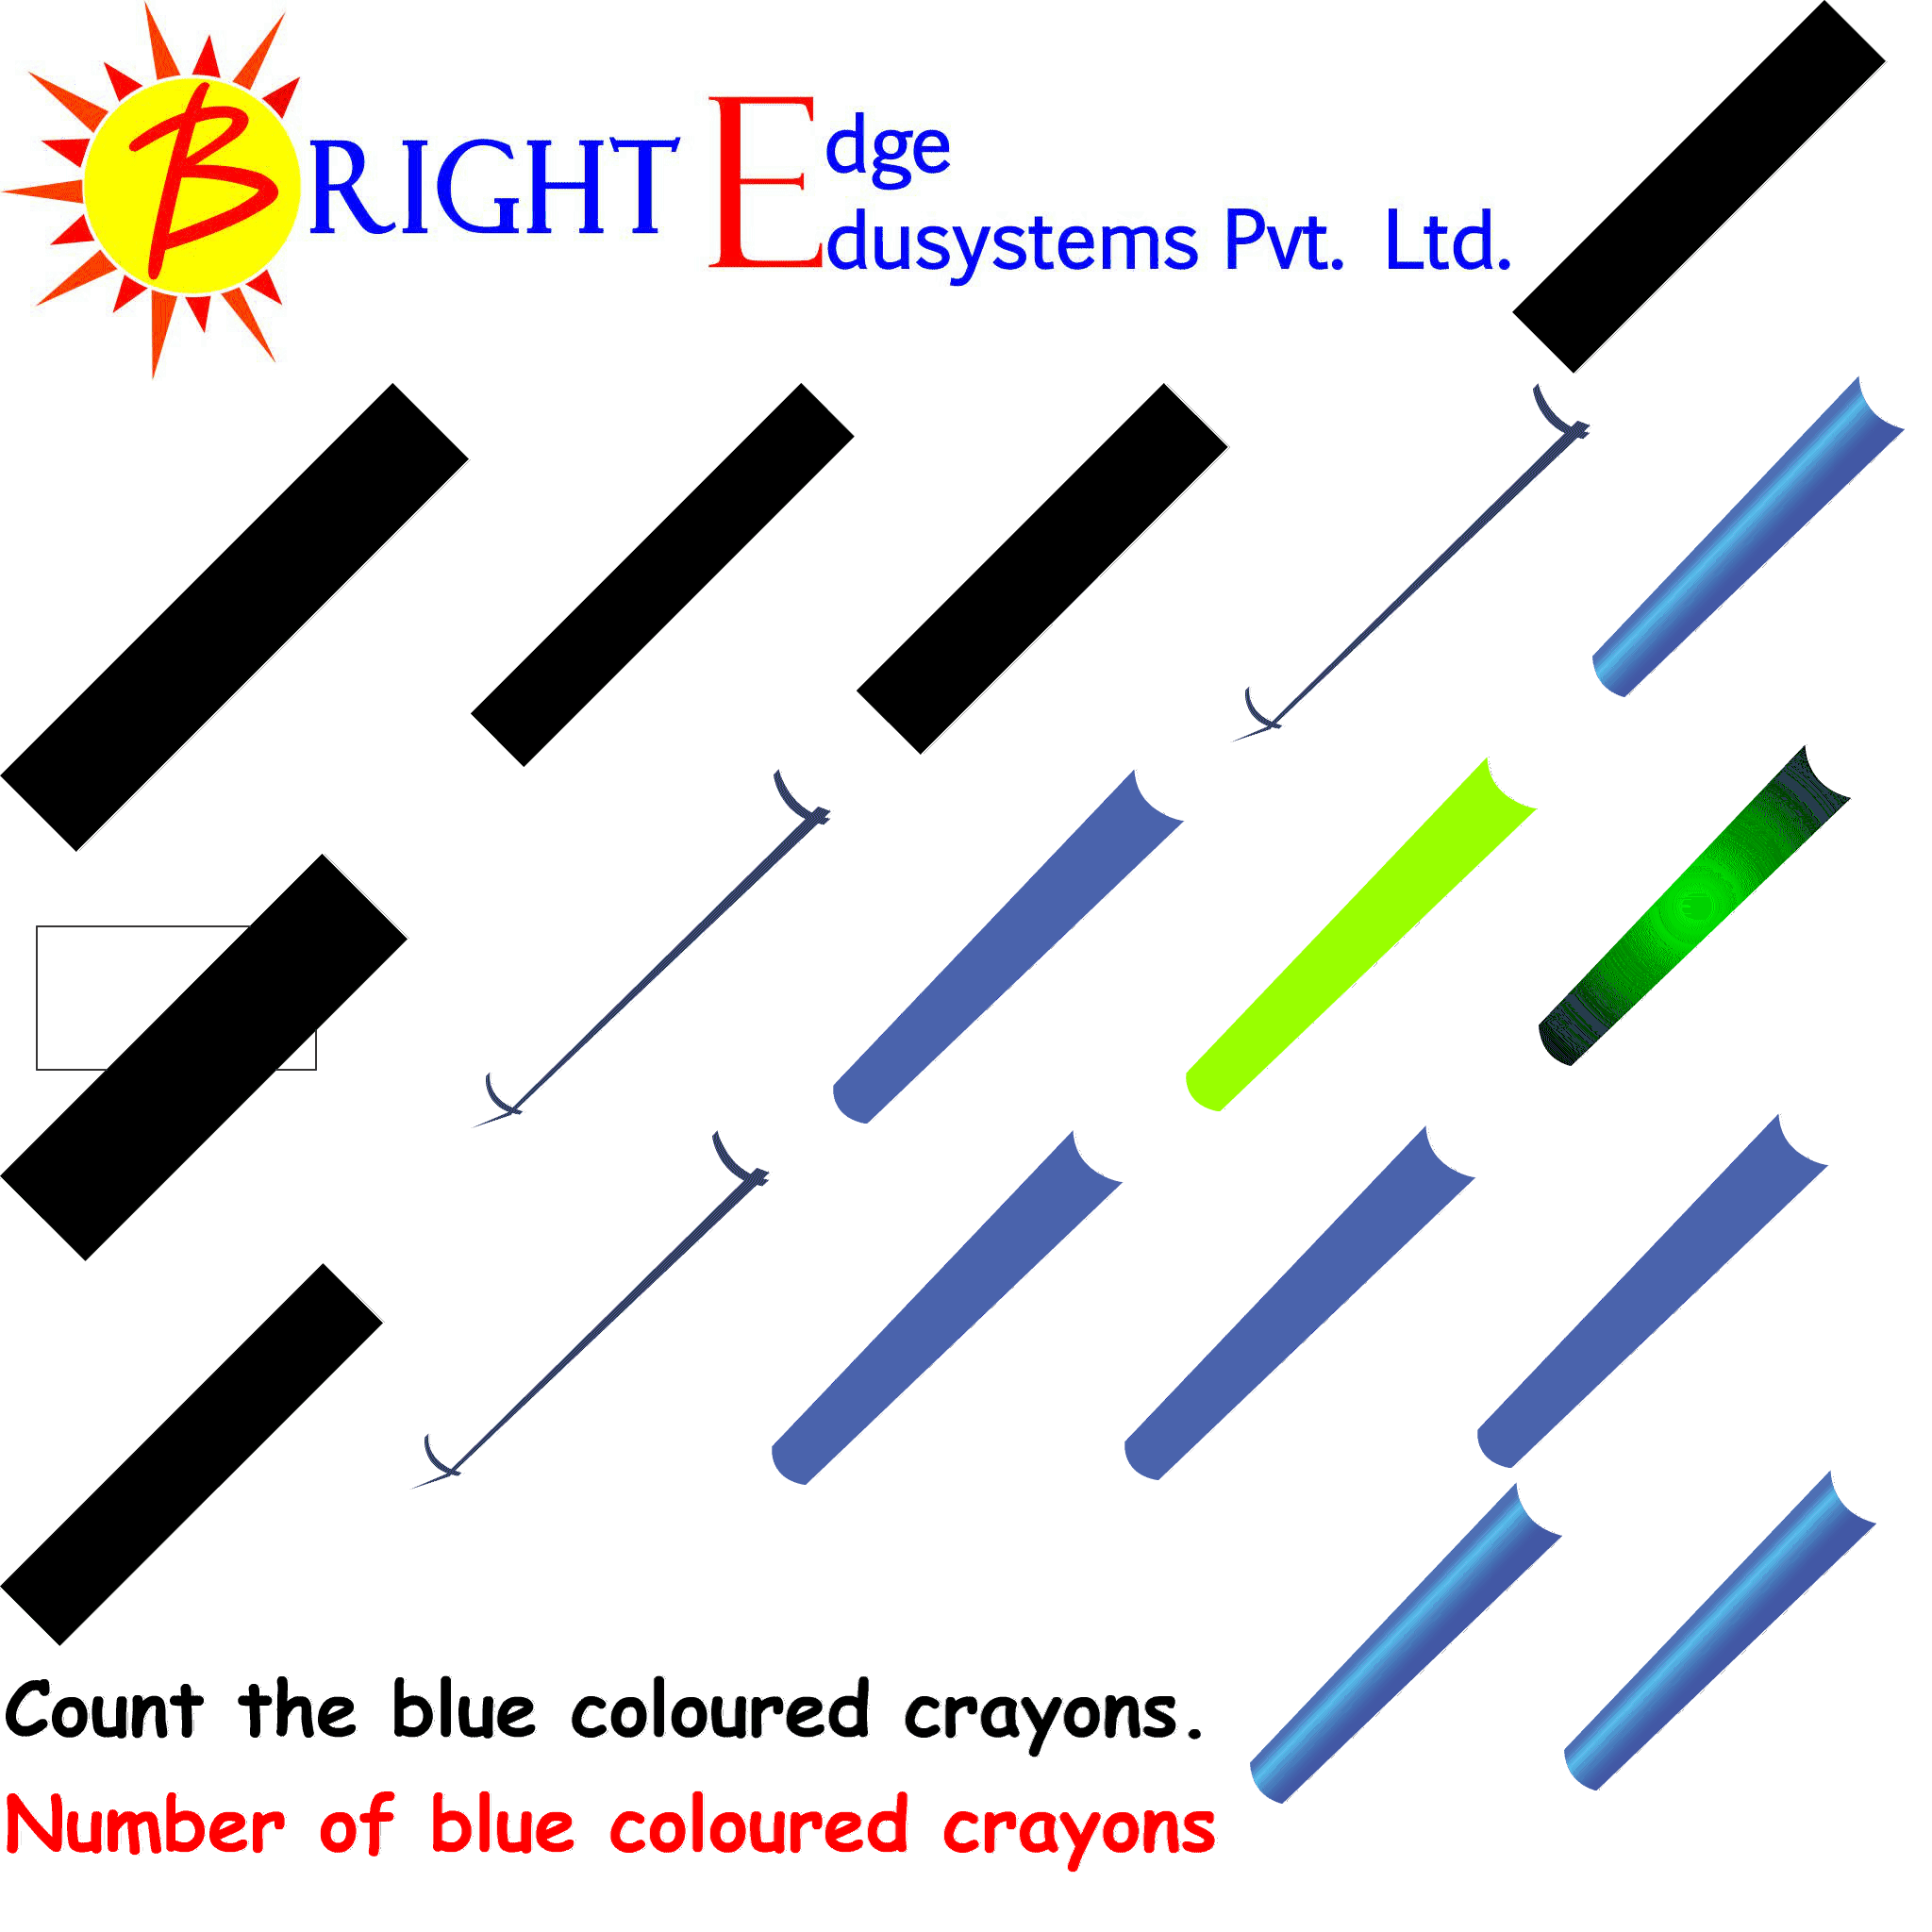 BRIGHT Edge
Edusystems Pvt. Ltd.
Count the blue coloured crayons.
Number of blue coloured crayons